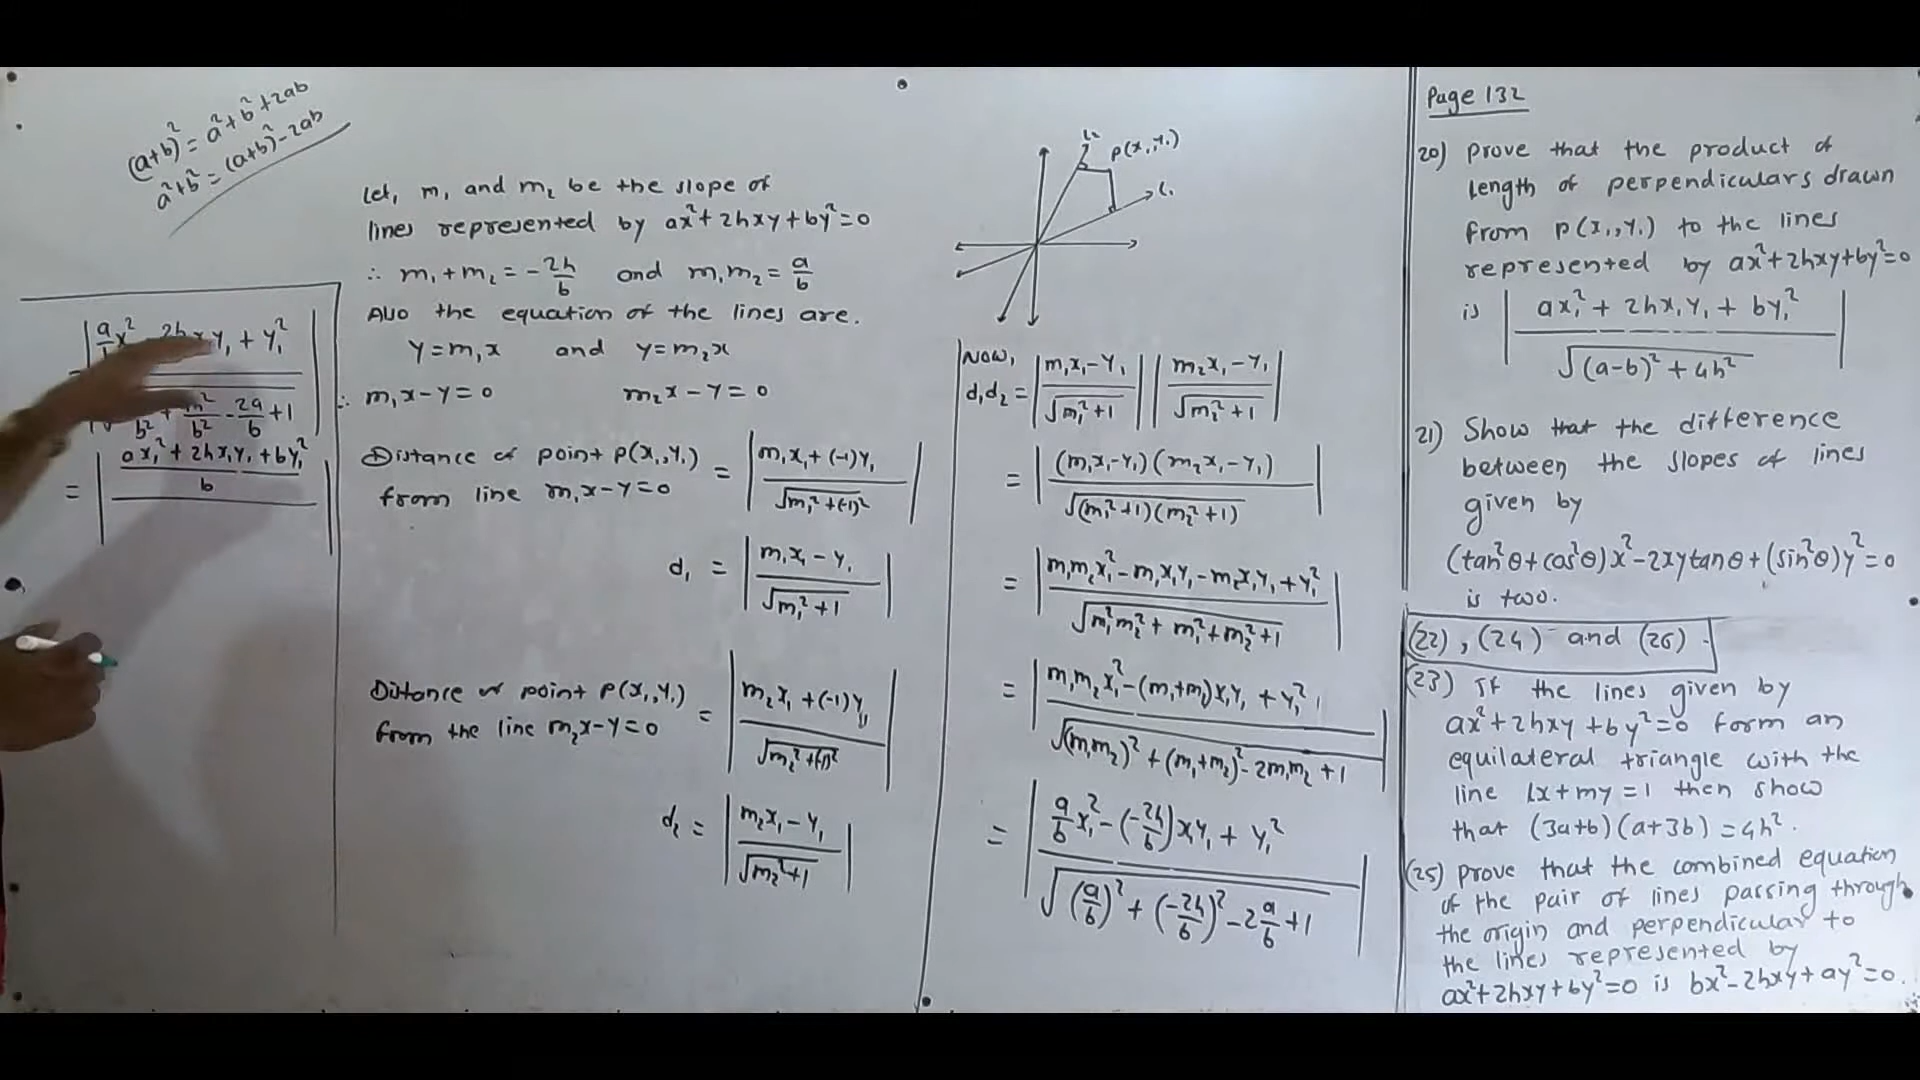 (a+b)² = a²+b²+2ab
a²+b² = (a+b)²-2ab
Let, m₁ and m₂ be the slope of
lines represented by ax²+2hxy+by²=0
∴ m₁+m₂ = -2h/b and m₁m₂ = a/b
Also the equation of the lines are.
y=m₁x and y=m₂x
∴ m₁x-y=0 m₂x-y=0
Distance of point P(x₁,y₁) = | m₁x₁+(-1)y₁ / √m₁²+(-1)² |
from line m₁x-y=0
d₁ = | m₁x₁-y₁ / √m₁²+1 |
Distance of point P(x₁,y₁) = | m₂x₁+(-1)y₁ / √m₂²+(-1)² |
from the line m₂x-y=0
d₂ = | m₂x₁-y₁ / √m₂²+1 |
L₂
P(x₁,y₁)
L₁
Now,
d₁d₂ = | m₁x₁-y₁ / √m₁²+1 | | m₂x₁-y₁ / √m₂²+1 |
= | (m₁x₁-y₁)(m₂x₁-y₁) / √(m₁²+1)(m₂²+1) |
= | m₁m₂x₁²-m₁x₁y₁-m₂x₁y₁+y₁² / √m₁²m₂²+m₁²+m₂²+1 |
= | m₁m₂x₁²-(m₁+m₂)x₁y₁+y₁² / √(m₁m₂)²+(m₁+m₂)²-2m₁m₂+1 |
= | a/b x₁²-(-2h/b)xy₁+y₁² / √(a/b)²+(-2h/b)²-2a/b+1 |
y₁+y₁²
b² + b² -2a/b+1
= | ax₁²+2hx₁y₁+by₁² / b
Page 132
20) Prove that the product of
length of perpendiculars drawn
from P(x₁,y₁) to the lines
represented by ax²+2hxy+by²=0
is | ax₁²+2hx₁y₁+by₁² / √(a-b)²+4h² |
21) Show that the difference
between the slopes of lines
given by
(tan²θ+cos²θ)x²-2xytanθ+(sin²θ)y²=0
is two.
(22), (24) and (26).
(23) If the lines given by
ax²+2hxy+by²=0 form an
equilateral triangle with the
line lx+my=1 then show
that (3a+b)(a+3b)=4h².
(25) Prove that the combined equation
of the pair of lines passing through
the origin and perpendicular to
the lines represented by
ax²+2hxy+by²=0 is bx²-2hxy+ay²=0.